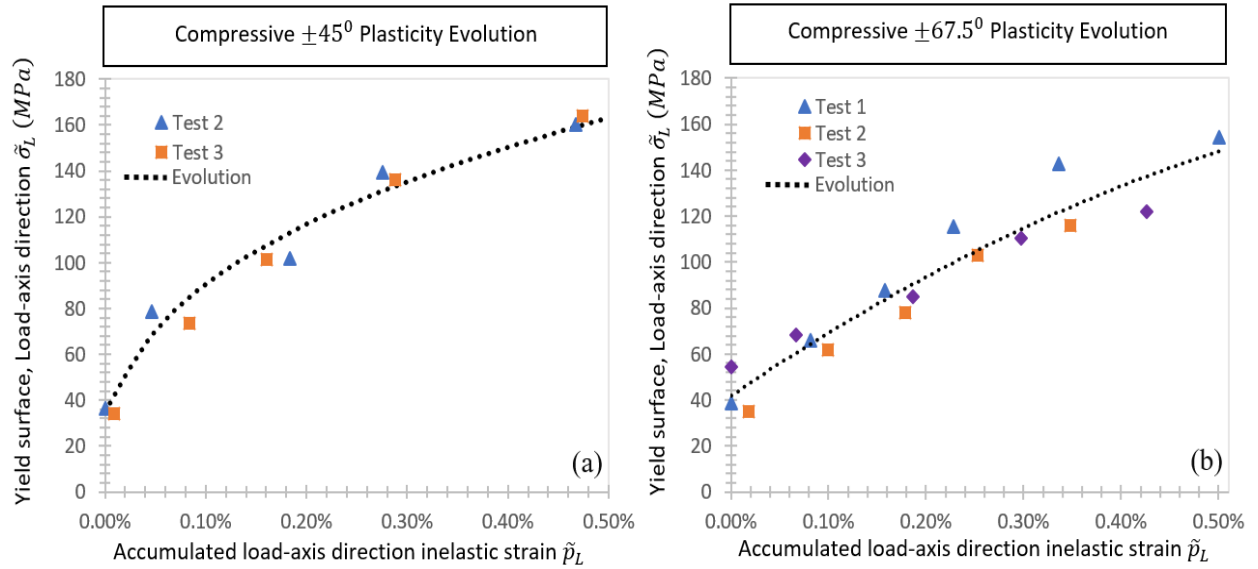 Compressive ±45⁰ Plasticity Evolution
Yield surface, Load-axis direction σ̃_L (MPa)
180
160
140
120
100
80
60
40
20
0
Test 2
Test 3
Evolution
(a)
0.00% 0.10% 0.20% 0.30% 0.40% 0.50%
Accumulated load-axis direction inelastic strain p̃_L
Compressive ±67.5⁰ Plasticity Evolution
Yield surface, Load-axis direction σ̃_L (MPa)
180
160
140
120
100
80
60
40
20
0
Test 1
Test 2
Test 3
Evolution
(b)
0.00% 0.10% 0.20% 0.30% 0.40% 0.50%
Accumulated load-axis direction inelastic strain p̃_L